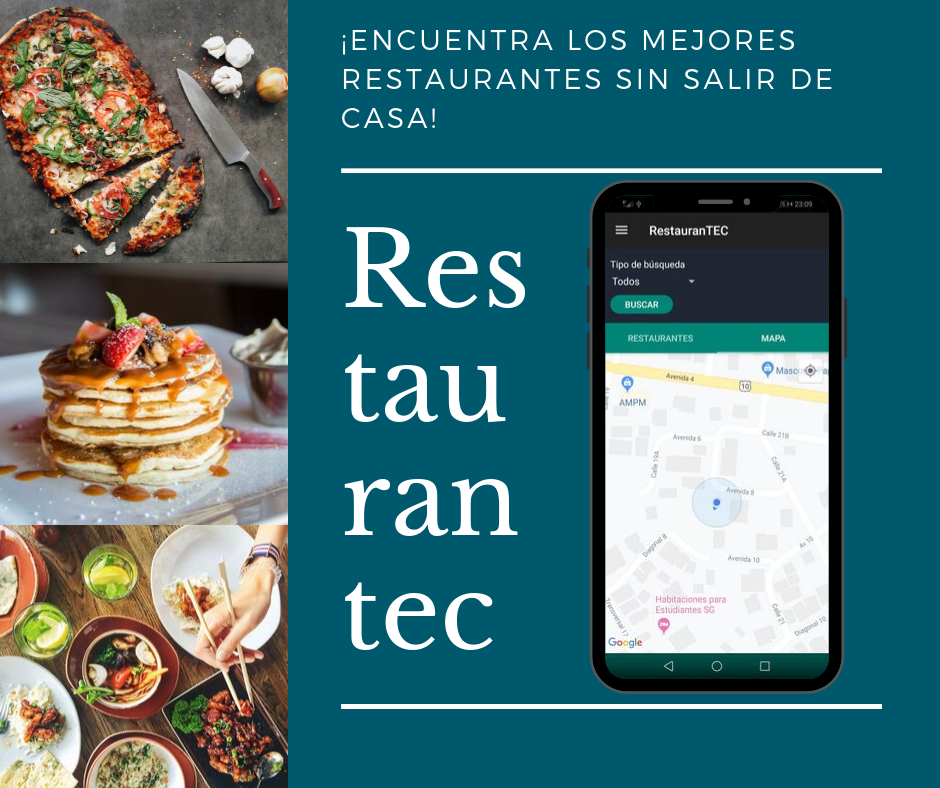 ¡ENCUENTRA LOS MEJORES
RESTAURANTES SIN SALIR DE
CASA!
Res
tau
ran
tec
23:09
RestauranTEC
Tipo de búsqueda
Todos
BUSCAR
RESTAURANTES MAPA
Avenida 4
10
AMPM
Avenida 6
Calle 21B
Calle 19A
Calle 21A
Avenida 8
Diagonal 8
Av 10
Avenida 10
Habitaciones para
Estudiantes SG
Transversal 17
Calle 21
Diagonal 10
Google